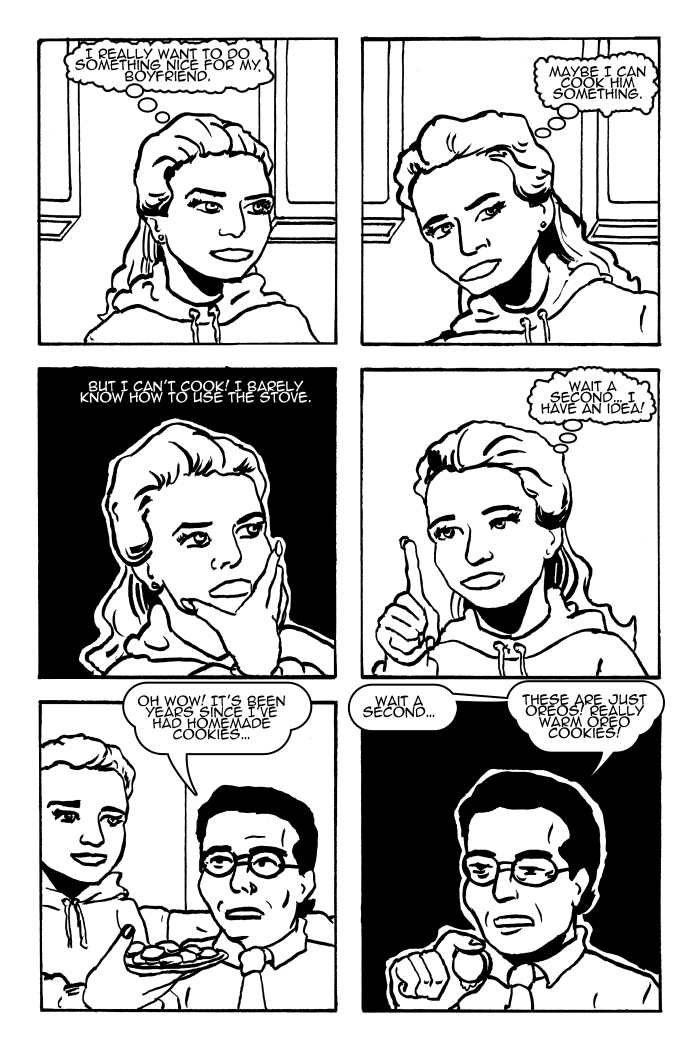 I REALLY WANT TO DO
SOMETHING NICE FOR MY
BOYFRIEND.
MAYBE I CAN
COOK HIM
SOMETHING.
BUT I CAN'T COOK! I BARELY
KNOW HOW TO USE THE STOVE.
WAIT A
SECOND... I
HAVE AN IDEA!
OH WOW! IT'S BEEN
YEARS SINCE I'VE
HAD HOMEMADE
COOKIES...
WAIT A
SECOND...
THESE ARE JUST
OREOS! REALLY
WARM OREO
COOKIES!